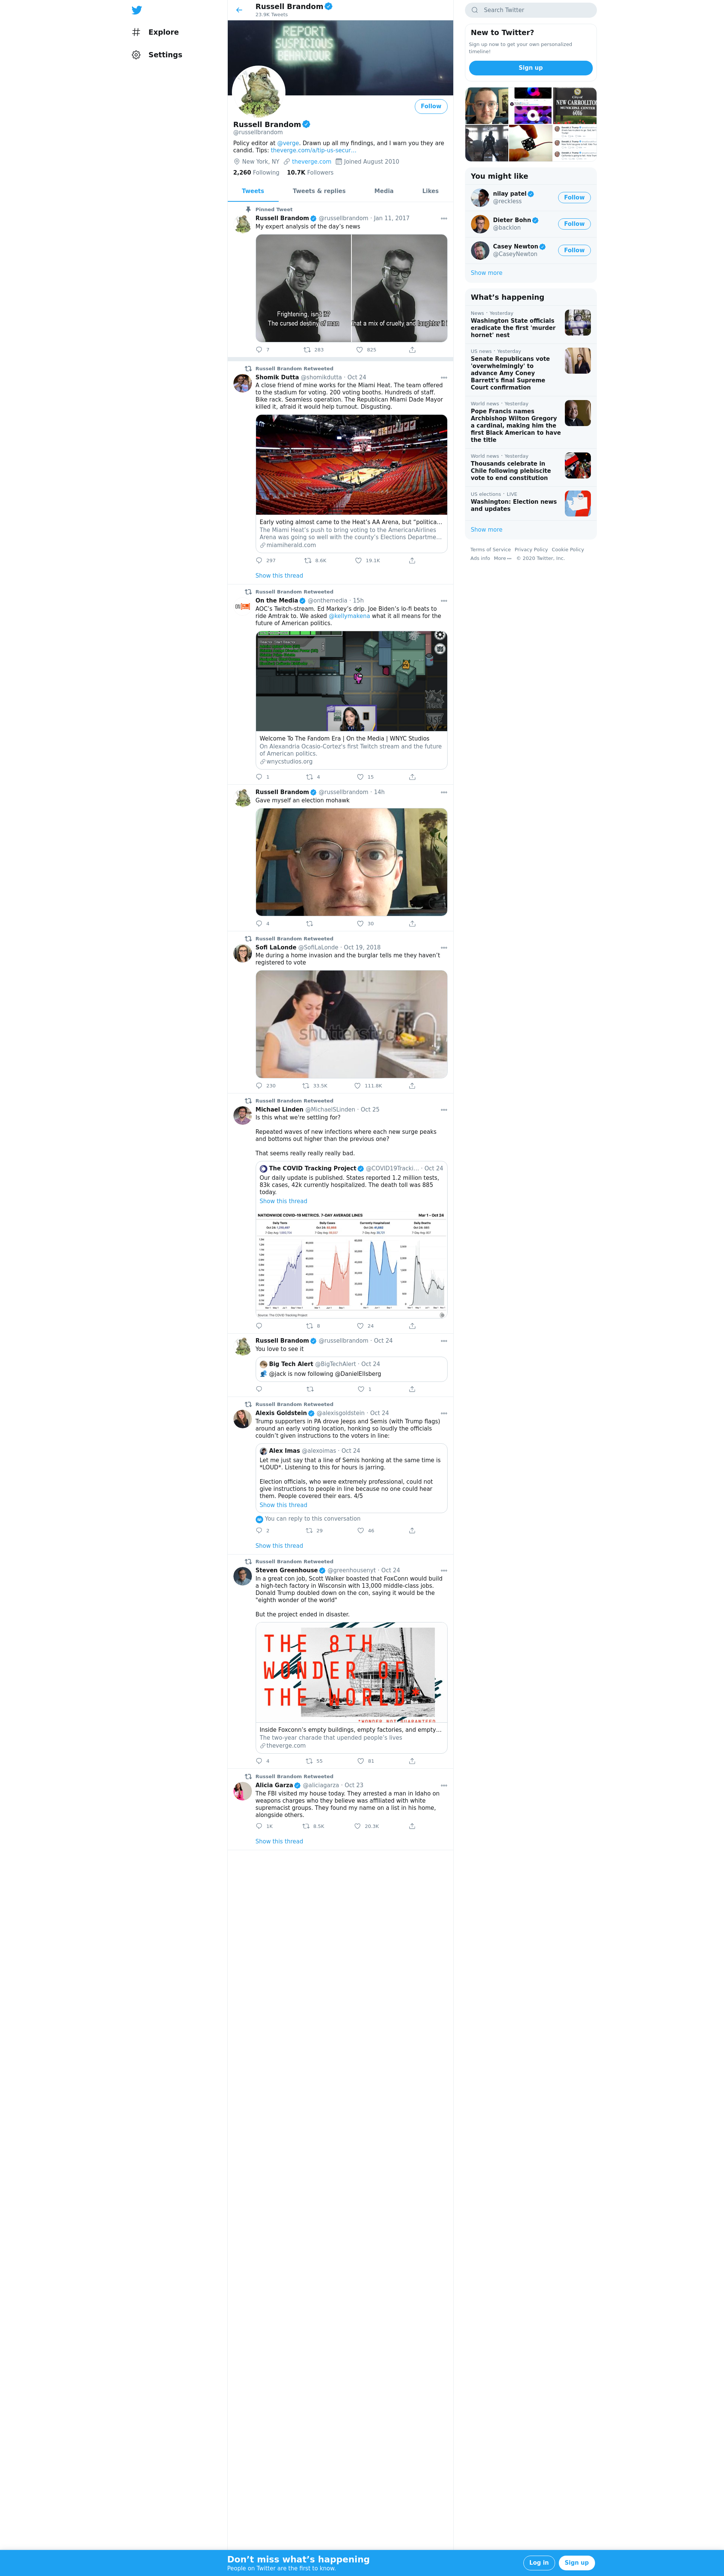 Explore
Settings
Russell Brandom
23.9K Tweets
REPORT
SUSPICIOUS
BEHAVIOUR
Follow
Russell Brandom
@russellbrandom
Policy editor at @verge. Drawn up all my findings, and I warn you they are
candid. Tips: theverge.com/a/tip-us-secur...
New York, NY theverge.com Joined August 2010
2,260 Following 10.7K Followers
Tweets Tweets & replies Media Likes
Pinned Tweet
Russell Brandom @russellbrandom · Jan 11, 2017
My expert analysis of the day's news
Frightening, isn't it?
The cursed destiny of man
that a mix of cruelty and laughter it
7 283 825
Russell Brandom Retweeted
Shomik Dutta @shomikdutta · Oct 24
A close friend of mine works for the Miami Heat. The team offered
to the stadium for voting. 200 voting booths. Hundreds of staff.
Bike rack. Seamless operation. The Republican Miami Dade Mayor
killed it, afraid it would help turnout. Disgusting.
Early voting almost came to the Heat's AA Arena, but "politica...
The Miami Heat's push to bring voting to the AmericanAirlines
Arena was going so well with the county's Elections Departme...
miamiherald.com
297 8.6K 19.1K
Show this thread
Russell Brandom Retweeted
On the Media @onthemedia · 15h
AOC's Twitch-stream. Ed Markey's drip. Joe Biden's lo-fi beats to
ride Amtrak to. We asked @kellymakena what it all means for the
future of American politics.
Welcome To The Fandom Era | On the Media | WNYC Studios
On Alexandria Ocasio-Cortez's first Twitch stream and the future
of American politics.
wnycstudios.org
1 4 15
Russell Brandom @russellbrandom · 14h
Gave myself an election mohawk
4 30
Russell Brandom Retweeted
Sofi LaLonde @SofiLaLonde · Oct 19, 2018
Me during a home invasion and the burglar tells me they haven't
registered to vote
shutterstock
230 33.5K 111.8K
Russell Brandom Retweeted
Michael Linden @MichaelSLinden · Oct 25
Is this what we're settling for?
Repeated waves of new infections where each new surge peaks
and bottoms out higher than the previous one?
That seems really really really bad.
The COVID Tracking Project @COVID19Tracki... · Oct 24
Our daily update is published. States reported 1.2 million tests,
83k cases, 42k currently hospitalized. The death toll was 885
today.
Show this thread
NATIONWIDE COVID-19 METRICS. 7-DAY AVERAGE LINES Mar 1 – Oct 24
Daily Tests Daily Cases Currently Hospitalized Daily Deaths
Source: The COVID Tracking Project
8 24
Russell Brandom @russellbrandom · Oct 24
You love to see it
Big Tech Alert @BigTechAlert · Oct 24
@jack is now following @DanielEllsberg
1
Russell Brandom Retweeted
Alexis Goldstein @alexisgoldstein · Oct 24
Trump supporters in PA drove Jeeps and Semis (with Trump flags)
around an early voting location, honking so loudly the officials
couldn't given instructions to the voters in line:
Alex Imas @alexoimas · Oct 24
Let me just say that a line of Semis honking at the same time is
*LOUD*. Listening to this for hours is jarring.
Election officials, who were extremely professional, could not
give instructions to people in line because no one could hear
them. People covered their ears. 4/5
Show this thread
You can reply to this conversation
2 29 46
Show this thread
Russell Brandom Retweeted
Steven Greenhouse @greenhousenyt · Oct 24
In a great con job, Scott Walker boasted that FoxConn would build
a high-tech factory in Wisconsin with 13,000 middle-class jobs.
Donald Trump doubled down on the con, saying it would be the
"eighth wonder of the world"
But the project ended in disaster.
THE 8TH
WONDER OF
THE WORLD*
*WONDER NOT GUARANTEED
Inside Foxconn's empty buildings, empty factories, and empty...
The two-year charade that upended people's lives
theverge.com
4 55 81
Russell Brandom Retweeted
Alicia Garza @aliciagarza · Oct 23
The FBI visited my house today. They arrested a man in Idaho on
weapons charges who they believe was affiliated with white
supremacist groups. They found my name on a list in his home,
alongside others.
1K 8.5K 20.3K
Show this thread
Search Twitter
New to Twitter?
Sign up now to get your own personalized
timeline!
Sign up
City of
NEW CARROLLTON
6016
You might like
nilay patel
@reckless
Follow
Dieter Bohn
@backlon
Follow
Casey Newton
@CaseyNewton
Follow
Show more
What's happening
News · Yesterday
Washington State officials
eradicate the first 'murder
hornet' nest
US news · Yesterday
Senate Republicans vote
'overwhelmingly' to
advance Amy Coney
Barrett's final Supreme
Court confirmation
World news · Yesterday
Pope Francis names
Archbishop Wilton Gregory
a cardinal, making him the
first Black American to have
the title
World news · Yesterday
Thousands celebrate in
Chile following plebiscite
vote to end constitution
US elections · LIVE
Washington: Election news
and updates
Show more
Terms of Service Privacy Policy Cookie Policy
Ads info More © 2020 Twitter, Inc.
Don't miss what's happening
People on Twitter are the first to know.
Log in Sign up